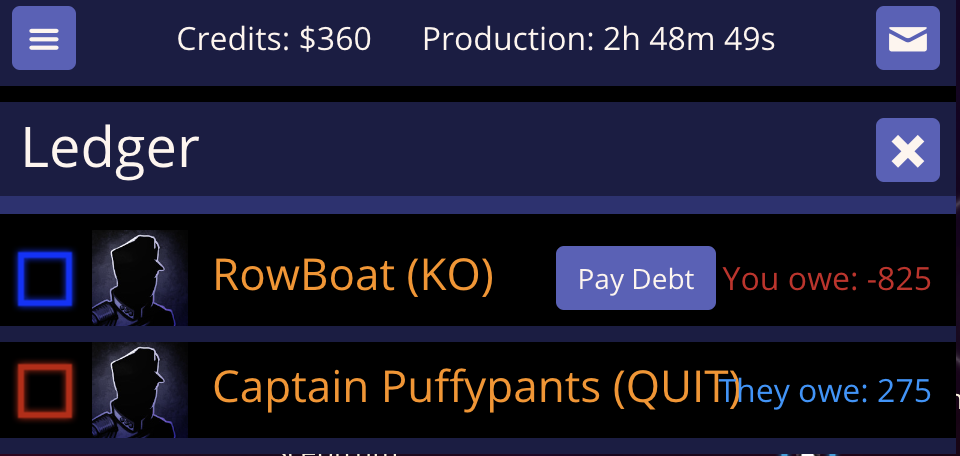 Credits: $360 Production: 2h 48m 49s
Ledger
RowBoat (KO) Pay Debt You owe: -825
Captain Puffypants (QUIT) They owe: 275